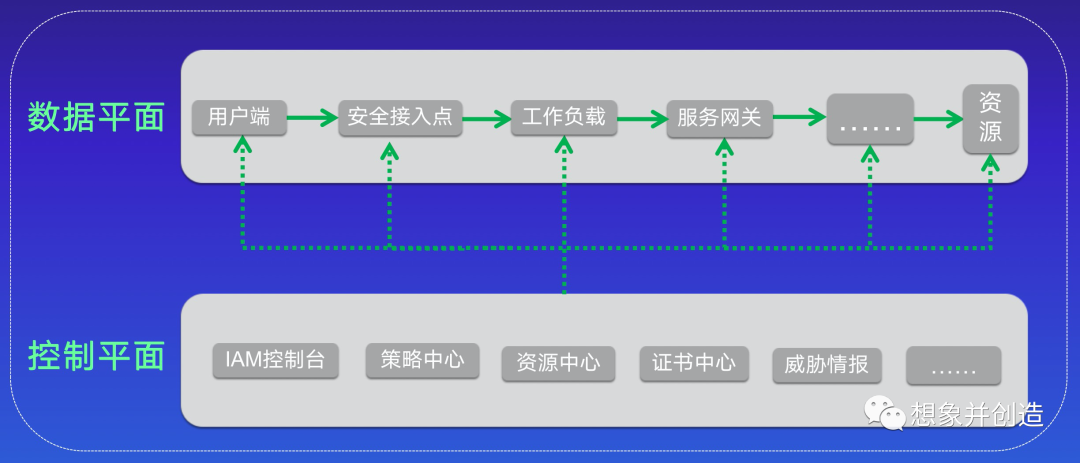 数据平面
用户端
安全接入点
工作负载
服务网关
......
资
源
控制平面
IAM控制台
策略中心
资源中心
证书中心
威胁情报
......
想象并创造